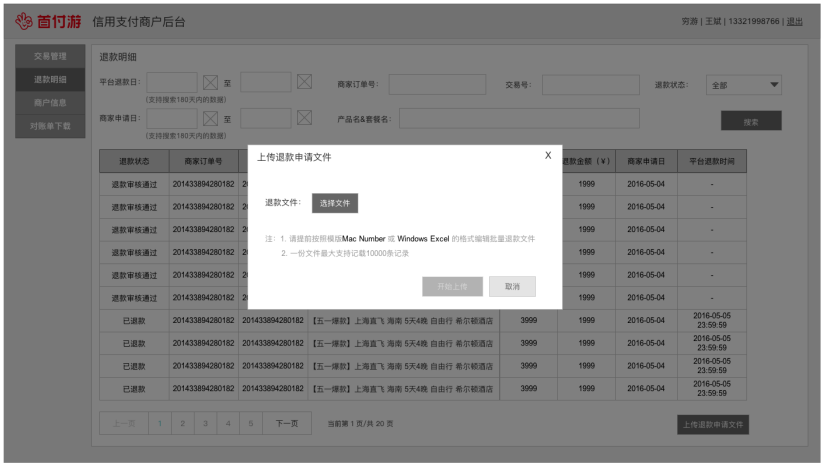 首付游 信用支付商户后台 穷游 | 王斌 | 13321998766 | 退出
交易管理
退款明细
商户信息
对账单下载
退款明细
平台退款日： 至 商家订单号： 交易号： 退款状态： 全部
(支持搜索180天内的数据)
商家申请日： 至 产品名&套餐名： 搜索
(支持搜索180天内的数据)
退款状态 商家订单号 退款金额（¥） 商家申请日 平台退款时间
退款审核通过 201433894280182 1999 2016-05-04 -
退款审核通过 201433894280182 1999 2016-05-04 -
退款审核通过 201433894280182 1999 2016-05-04 -
退款审核通过 201433894280182 1999 2016-05-04 -
退款审核通过 201433894280182 1999 2016-05-04 -
退款审核通过 201433894280182 1999 2016-05-04 -
已退款 201433894280182 201433894280182 【五一爆款】上海直飞 海南 5天4晚 自由行 希尔顿酒店 3999 1999 2016-05-04 2016-05-05 23:59:59
已退款 201433894280182 201433894280182 【五一爆款】上海直飞 海南 5天4晚 自由行 希尔顿酒店 3999 1999 2016-05-04 2016-05-05 23:59:59
已退款 201433894280182 201433894280182 【五一爆款】上海直飞 海南 5天4晚 自由行 希尔顿酒店 3999 1999 2016-05-04 2016-05-05 23:59:59
已退款 201433894280182 201433894280182 【五一爆款】上海直飞 海南 5天4晚 自由行 希尔顿酒店 3999 1999 2016-05-04 2016-05-05 23:59:59
上一页 1 2 3 4 5 下一页 当前第 1 页/共 20 页 上传退款申请文件
上传退款申请文件 X
退款文件： 选择文件
注：1. 请提前按照模版Mac Number 或 Windows Excel 的格式编辑批量退款文件
2. 一份文件最大支持记载10000条记录
开始上传 取消